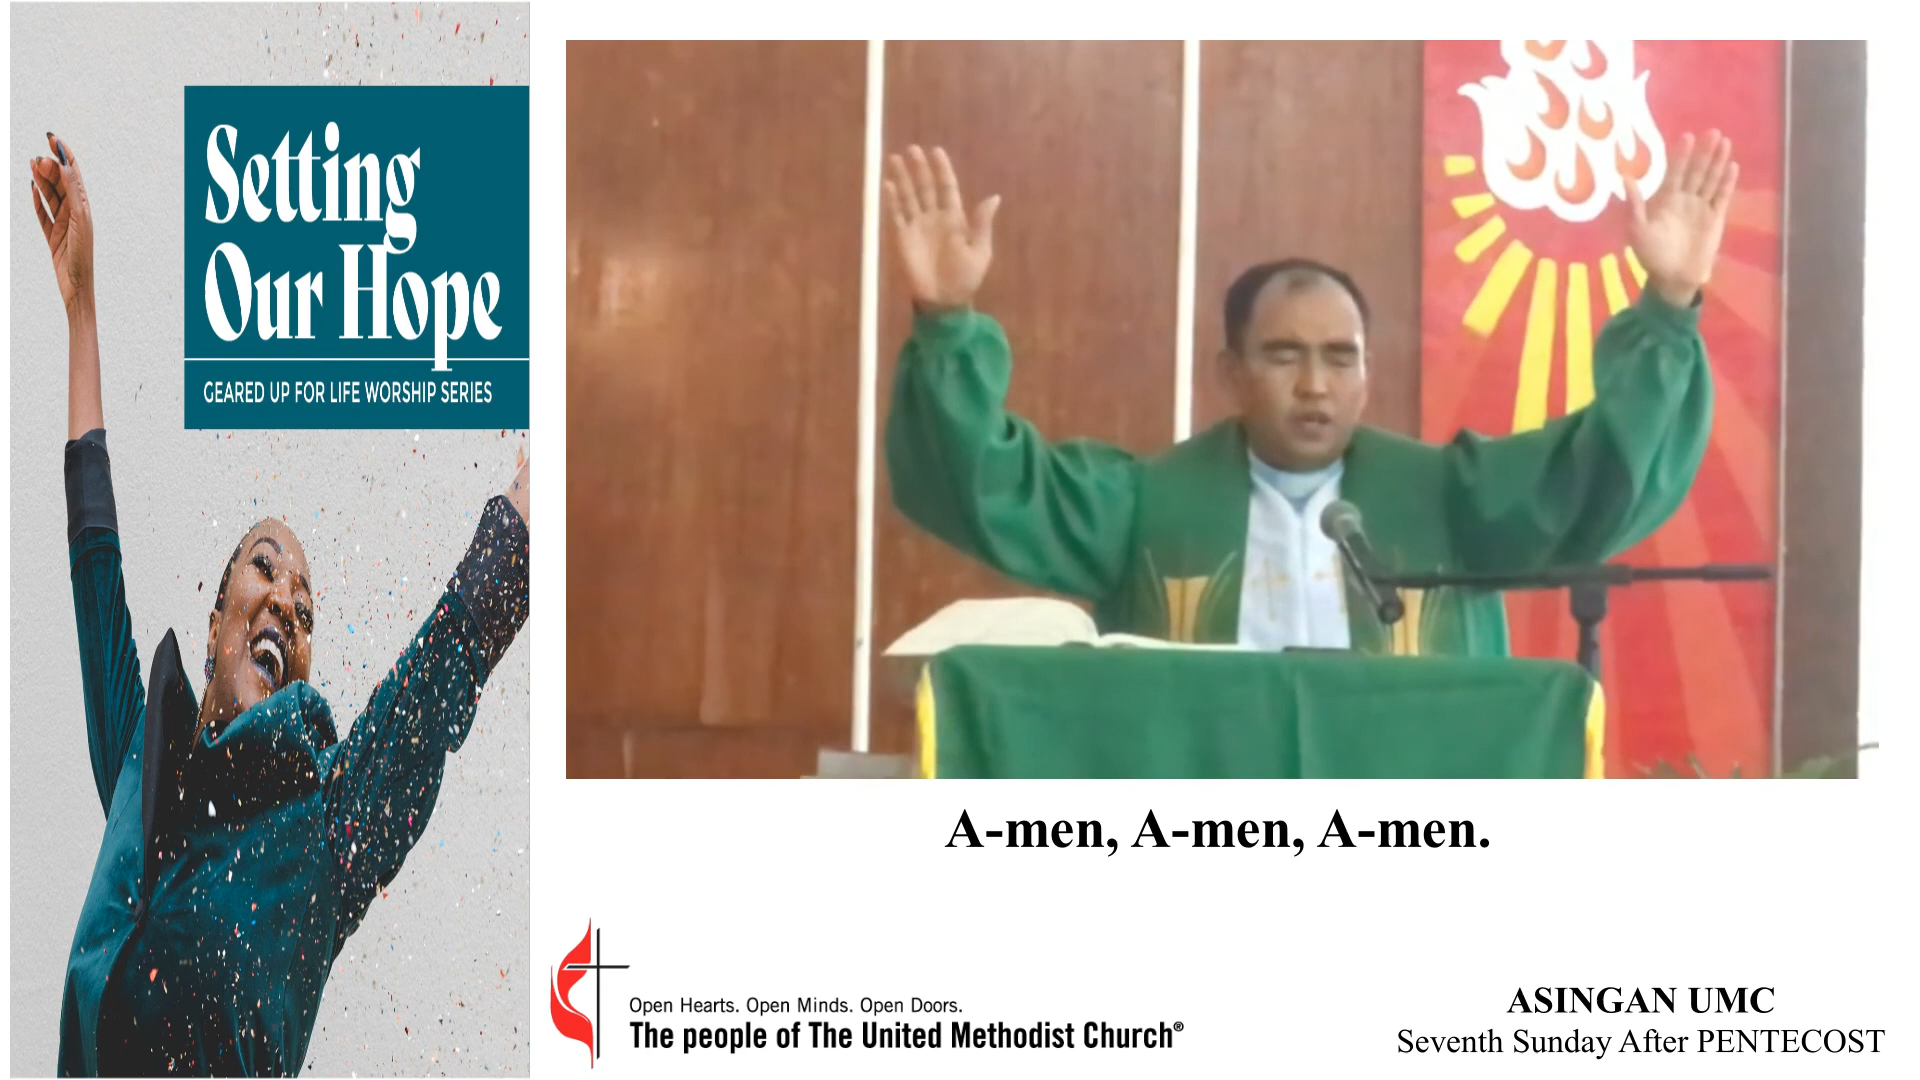 Setting
Our Hope
GEARED UP FOR LIFE WORSHIP SERIES
A-men, A-men, A-men.
Open Hearts. Open Minds. Open Doors.
The people of The United Methodist Church®
ASINGAN UMC
Seventh Sunday After PENTECOST